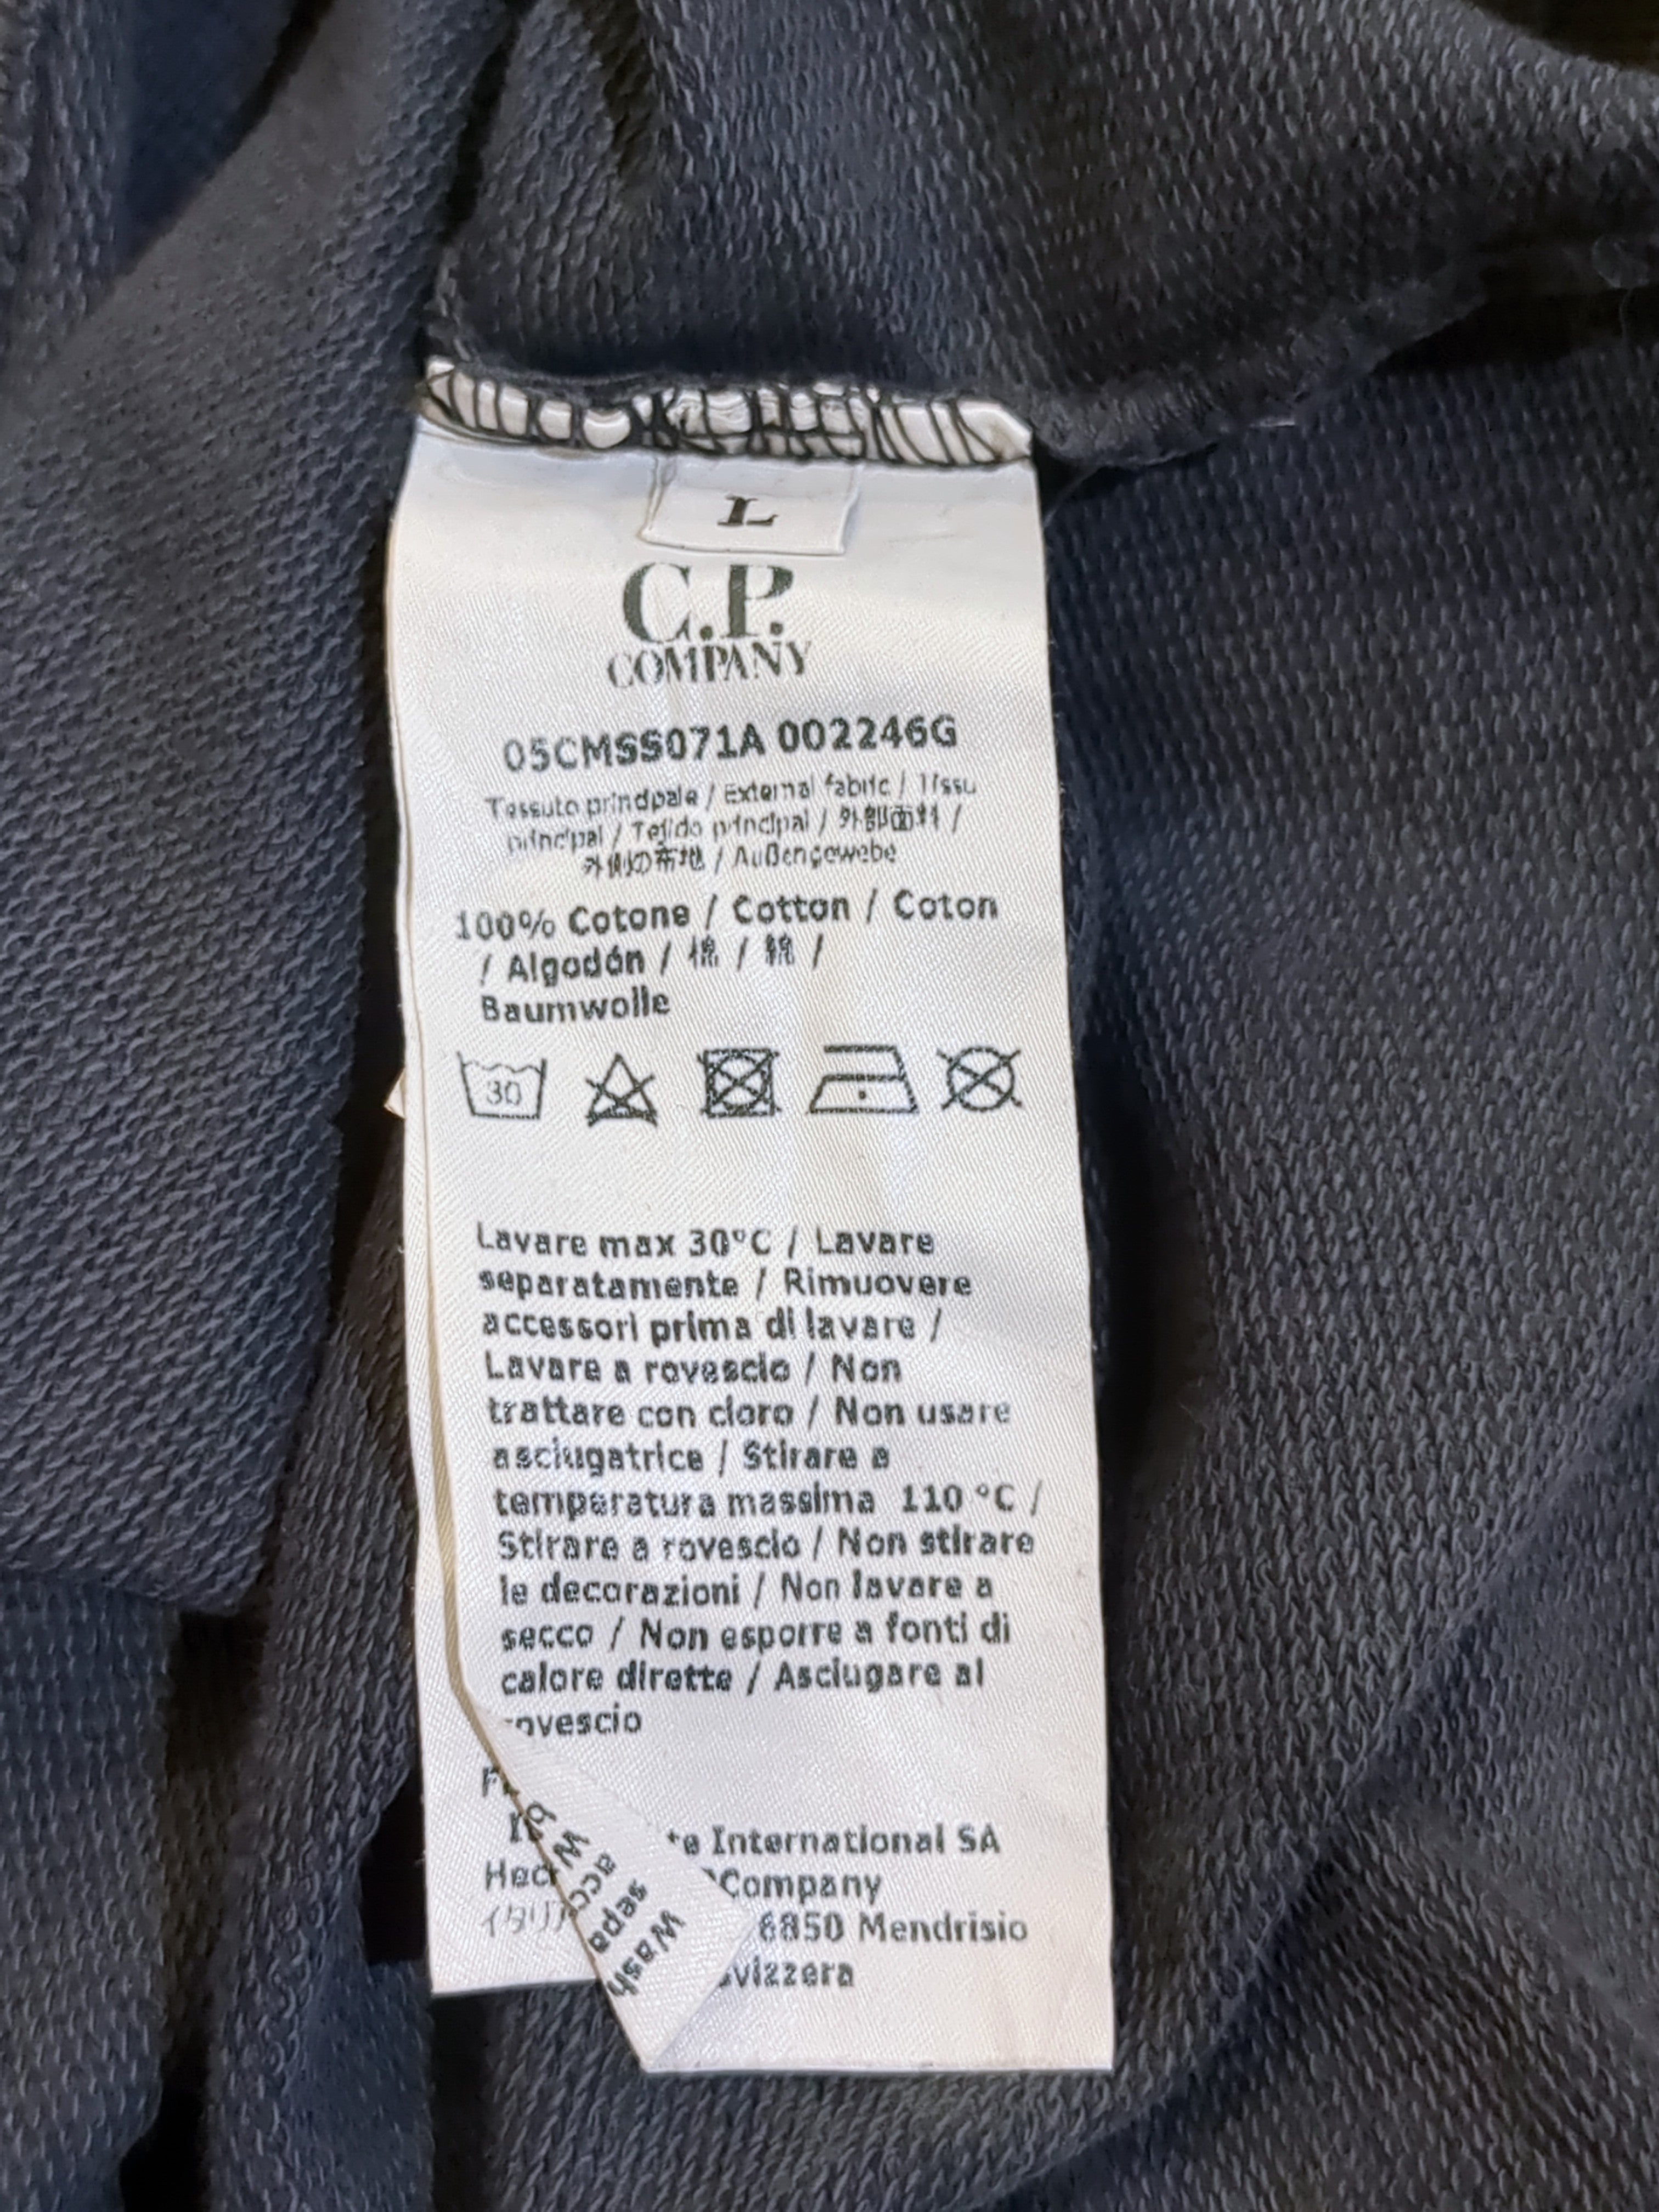 L
C.P.
COMPANY
05CMSS071A 002246G
Tessuto principale / External fabric / Tissu
principal / Tejido principal / 外部面料 /
外側の布地 / Außengewebe
100% Cotone / Cotton / Coton
/ Algodón / 棉 / 綿 /
Baumwolle
30
Lavare max 30°C / Lavare
separatamente / Rimuovere
accessori prima di lavare /
Lavare a rovescio / Non
trattare con cloro / Non usare
asciugatrice / Stirare a
temperatura massima 110 °C /
Stirare a rovescio / Non stirare
le decorazioni / Non lavare a
secco / Non esporre a fonti di
calore dirette / Asciugare al
rovescio
International SA
Company
6850 Mendrisio
Svizzera
Wash